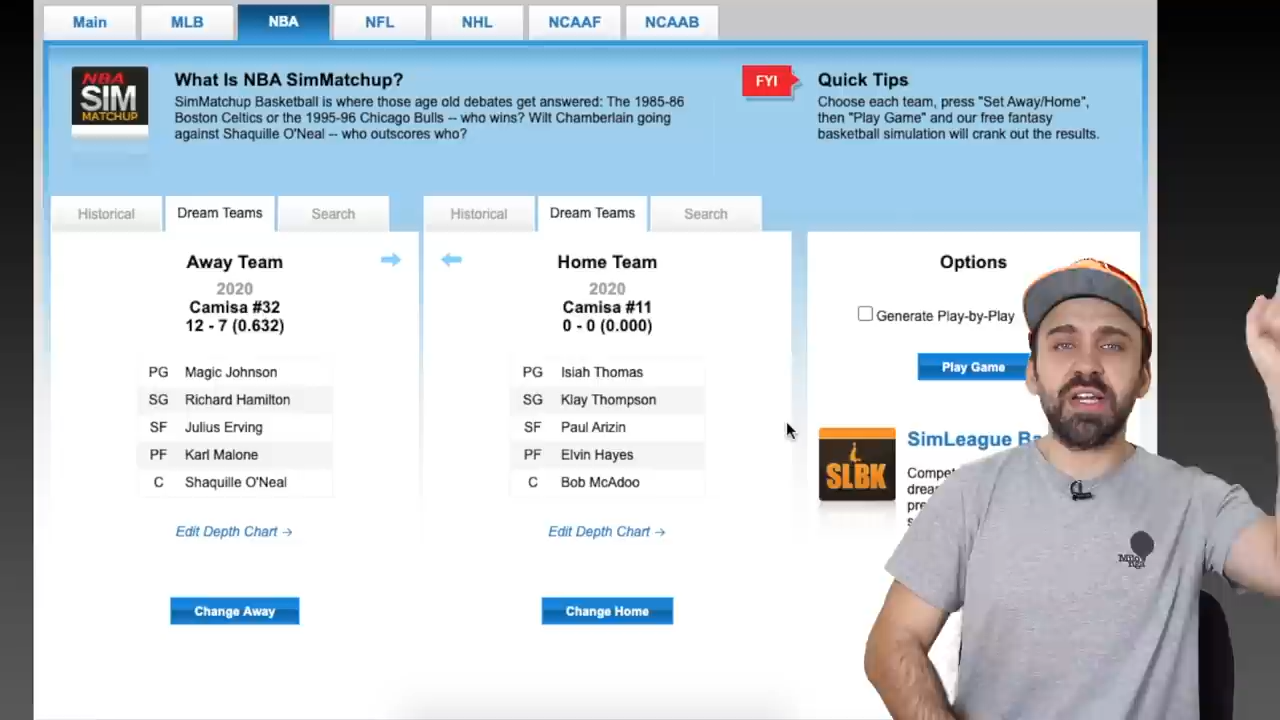 Main
MLB
NBA
NFL
NHL
NCAAF
NCAAB
NBA
SIM
MATCHUP
What Is NBA SimMatchup?
SimMatchup Basketball is where those age old debates get answered: The 1985-86
Boston Celtics or the 1995-96 Chicago Bulls -- who wins? Wilt Chamberlain going
against Shaquille O'Neal -- who outscores who?
FYI
Quick Tips
Choose each team, press "Set Away/Home",
then "Play Game" and our free fantasy
basketball simulation will crank out the results.
Historical
Dream Teams
Search
Away Team
2020
Camisa #32
12 - 7 (0.632)
PG Magic Johnson
SG Richard Hamilton
SF Julius Erving
PF Karl Malone
C Shaquille O'Neal
Edit Depth Chart →
Change Away
Historical
Dream Teams
Search
Home Team
2020
Camisa #11
0 - 0 (0.000)
PG Isiah Thomas
SG Klay Thompson
SF Paul Arizin
PF Elvin Hayes
C Bob McAdoo
Edit Depth Chart →
Change Home
Options
Generate Play-by-Play
Play Game
SLBK
SimLeague Ba
Compet
drea
pre
s